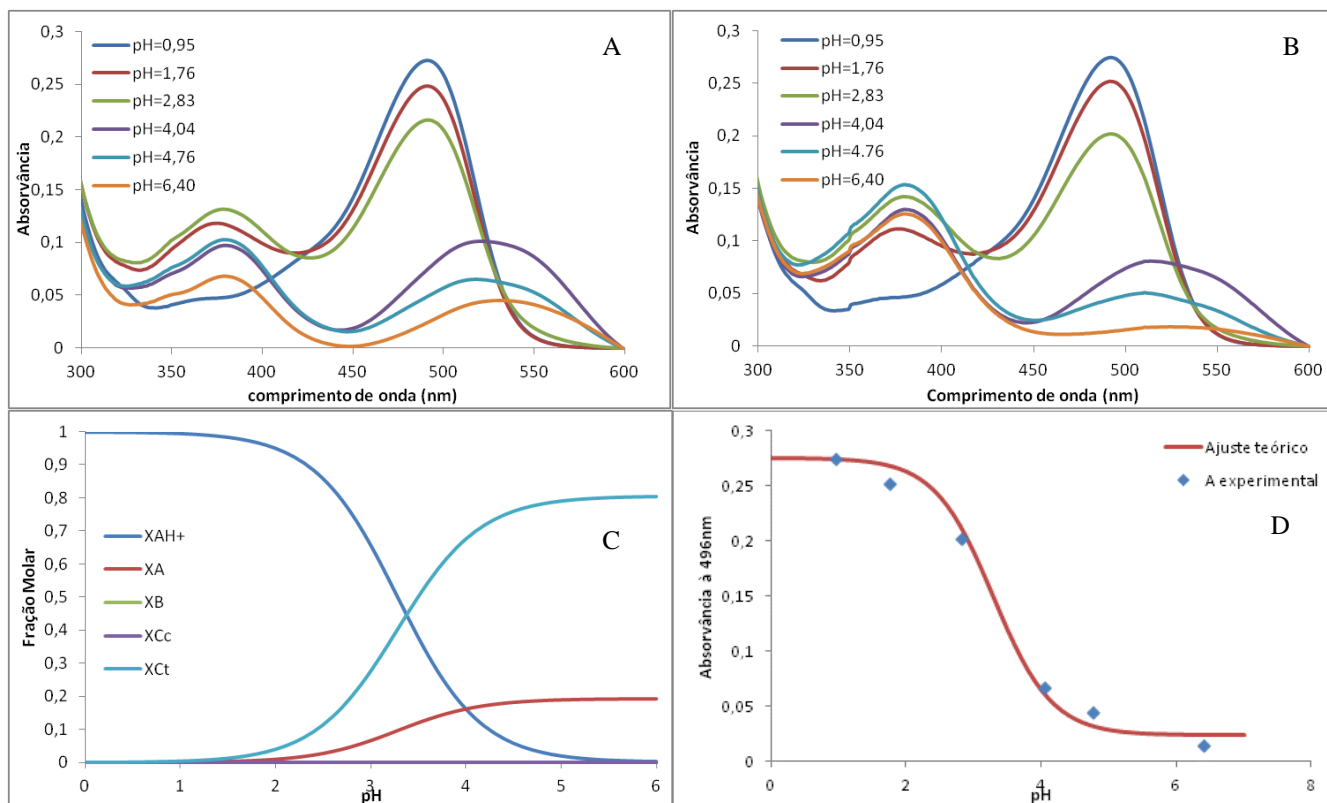 A
pH=0,95
pH=1,76
pH=2,83
pH=4,04
pH=4,76
pH=6,40
0,3
0,25
0,2
0,15
0,1
0,05
0
Absorvância
300
350
400
450
500
550
600
comprimento de onda (nm)
B
pH=0,95
pH=1,76
pH=2,83
pH=4,04
pH=4.76
pH=6,40
0,3
0,25
0,2
0,15
0,1
0,05
0
Absorvância
300
350
400
450
500
550
600
Comprimento de onda (nm)
C
XAH+
XA
XB
XCc
XCt
1
0,9
0,8
0,7
0,6
0,5
0,4
0,3
0,2
0,1
0
Fração Molar
0
1
2
3
4
5
6
pH
D
Ajuste teórico
A experimental
0,3
0,25
0,2
0,15
0,1
0,05
0
Absorvância à 496nm
0
2
4
6
8
pH